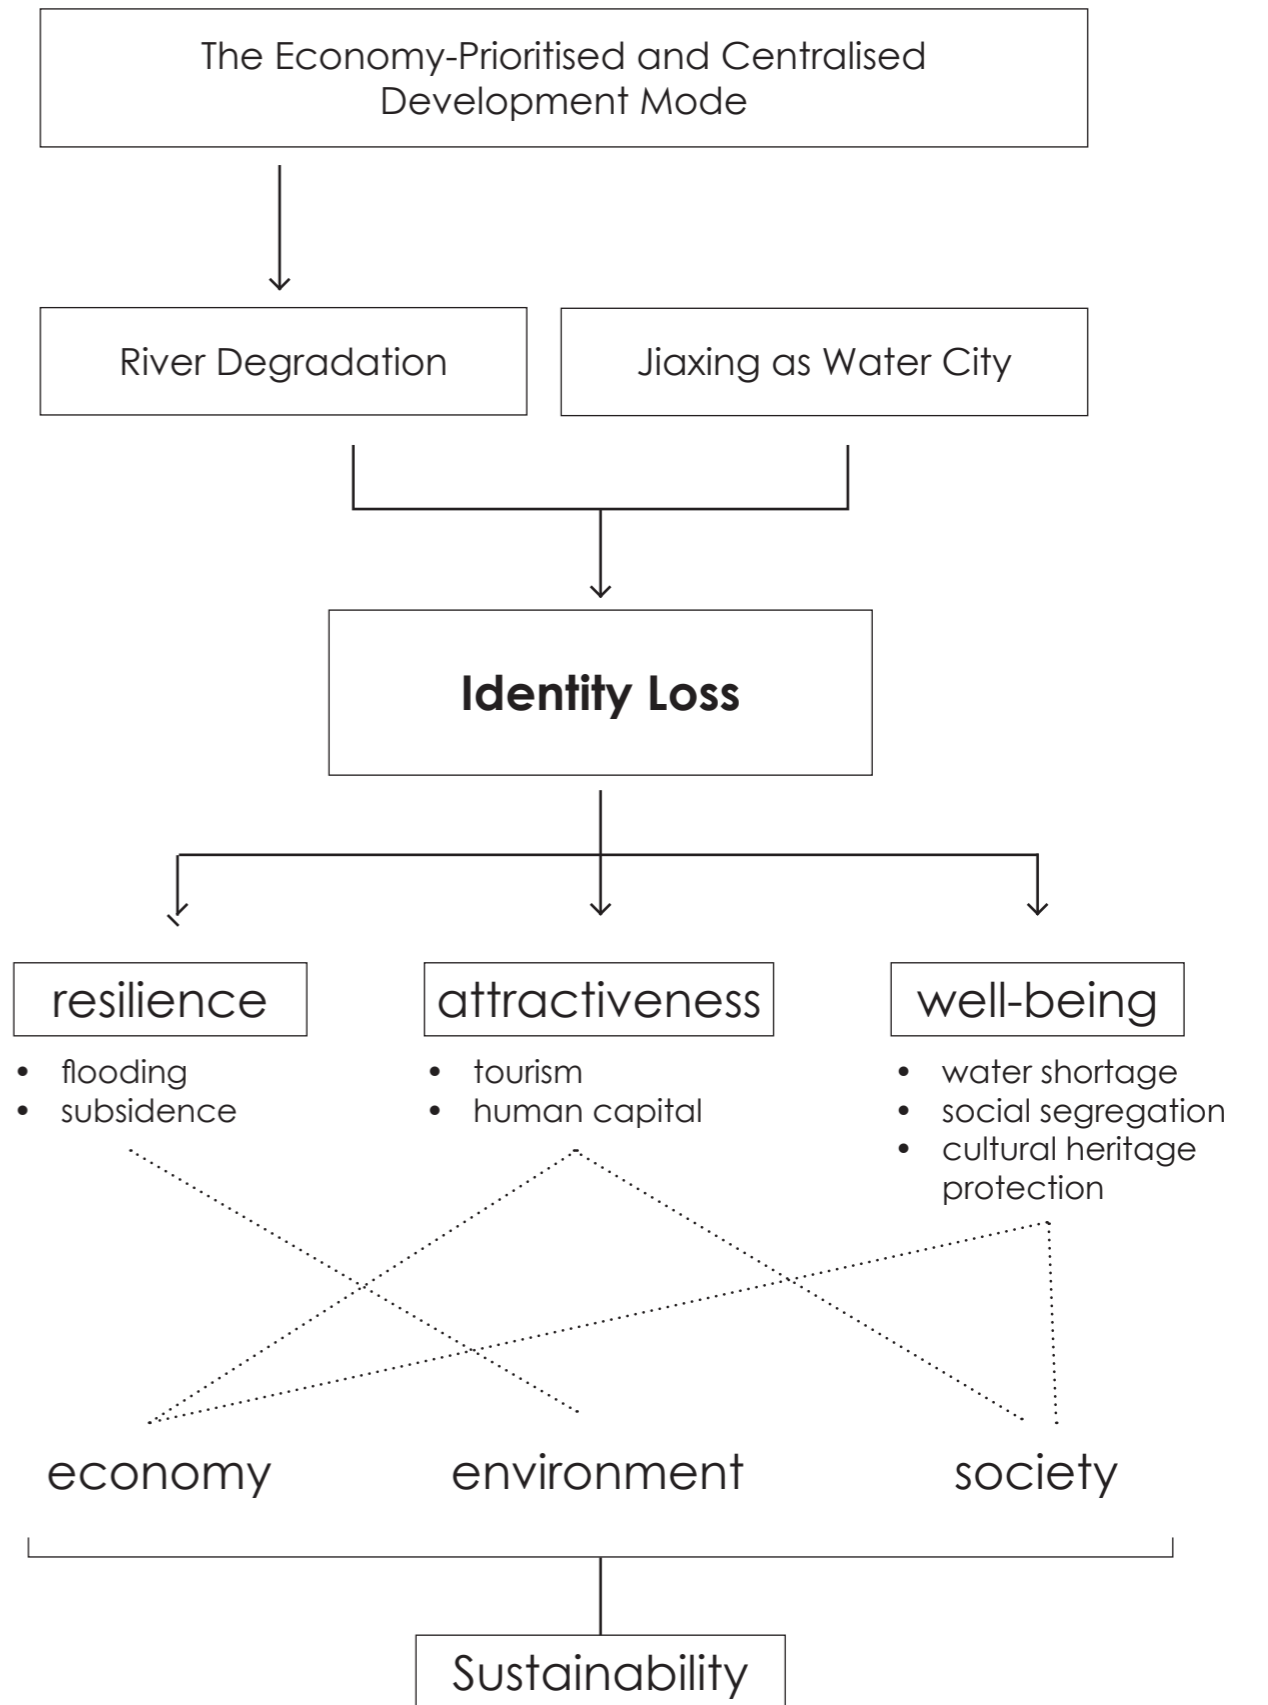 The Economy-Prioritised and Centralised
Development Mode
River Degradation
Jiaxing as Water City
Identity Loss
resilience
• flooding
• subsidence
attractiveness
• tourism
• human capital
well-being
• water shortage
• social segregation
• cultural heritage
protection
economy
environment
society
Sustainability